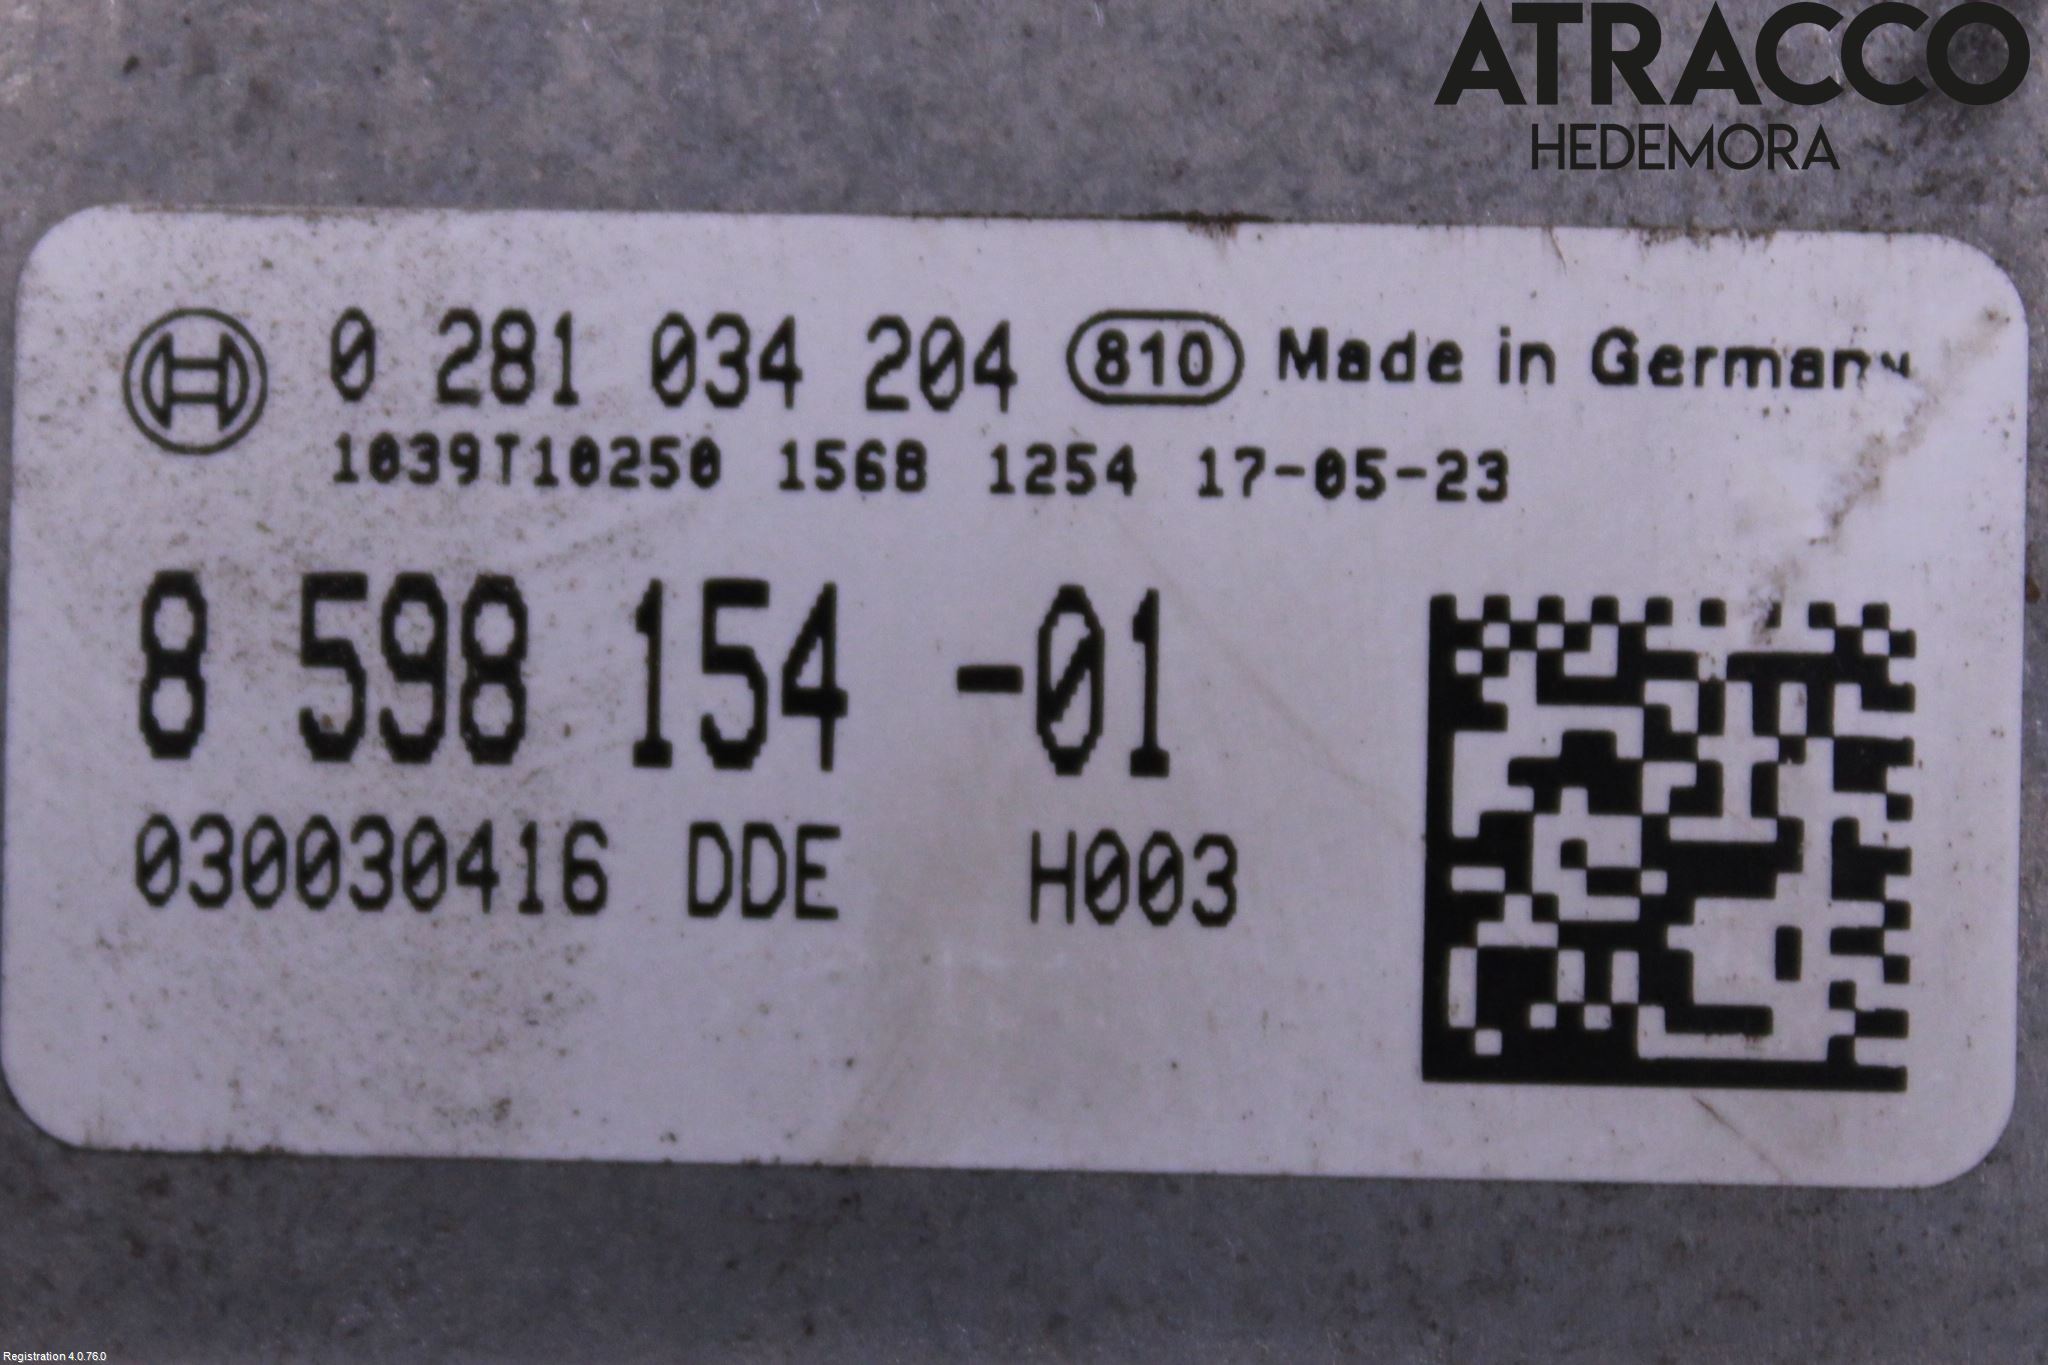 ATRACCO
HEDEMORA
0 281 034 204 810 Made in Germany
1039T10250 1568 1254 17-05-23
8 598 154 -01
030030416 DDE H003
Registration 4.0.76.0